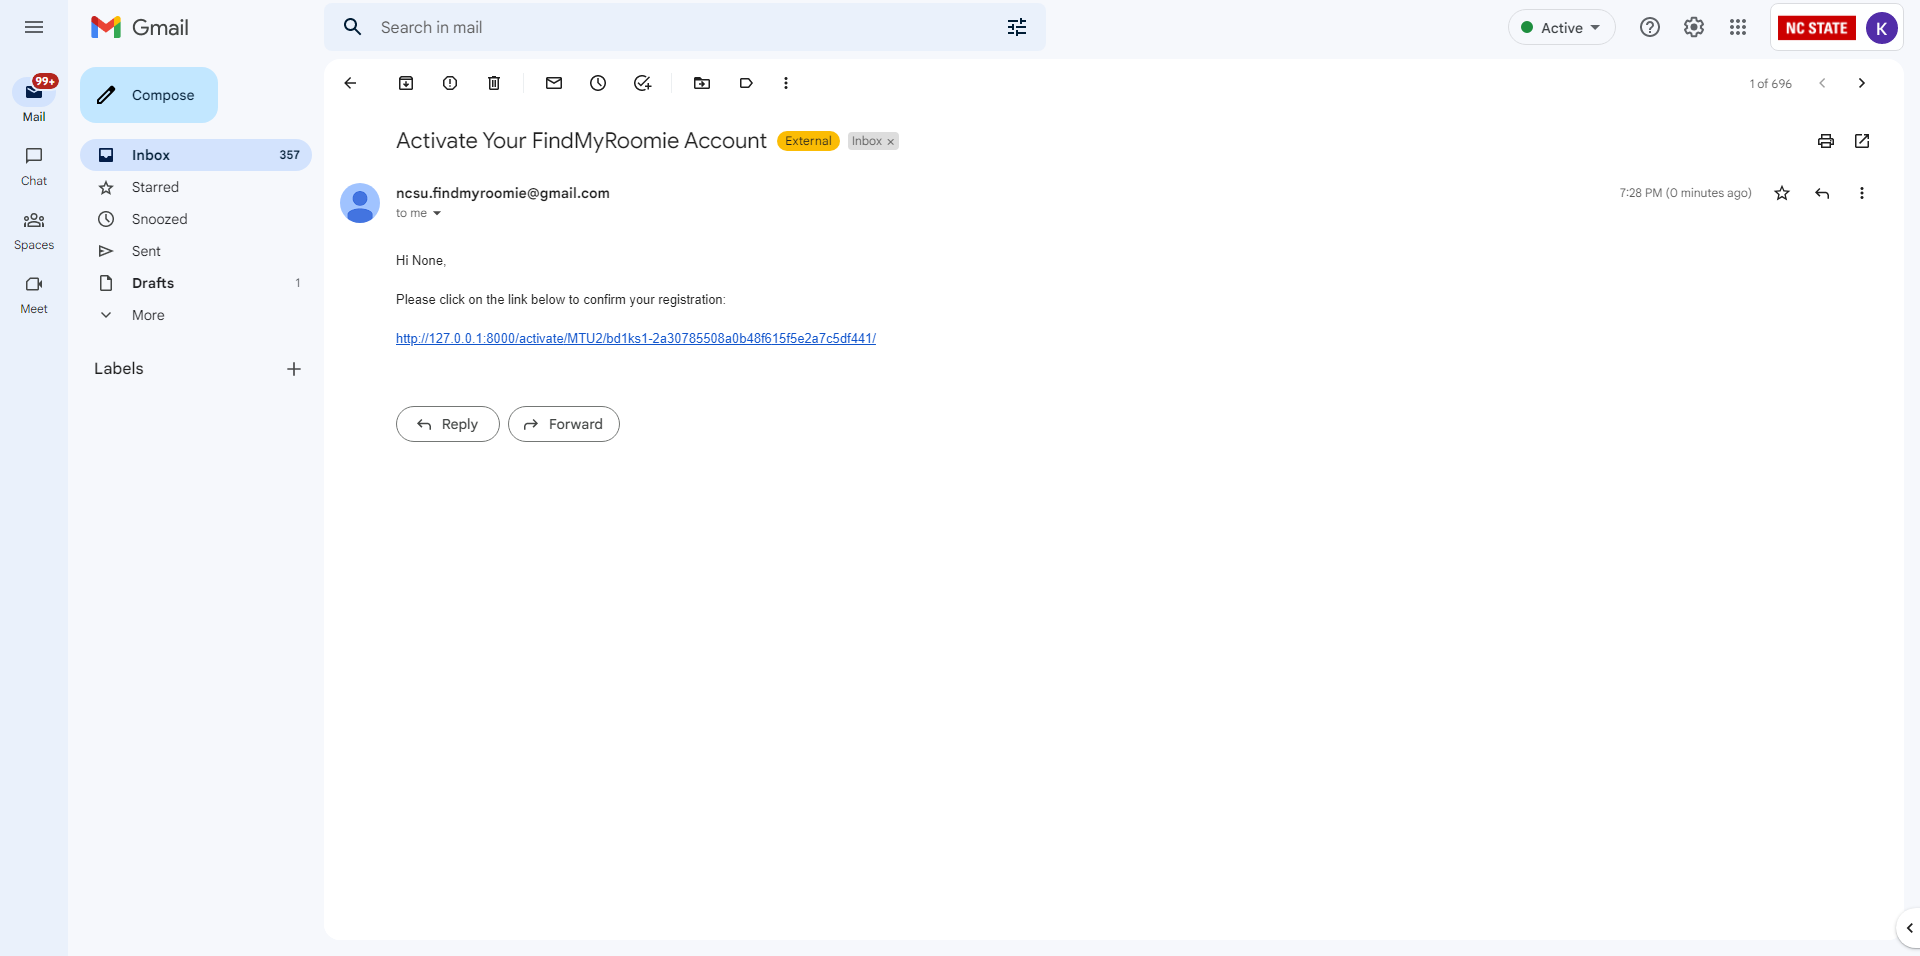 Gmail
Search in mail
Active
NC STATE
K
99+
Mail
Chat
Spaces
Meet
Compose
Inbox 357
Starred
Snoozed
Sent
Drafts 1
More
Labels
1 of 696
Activate Your FindMyRoomie Account External Inbox ×
ncsu.findmyroomie@gmail.com
7:28 PM (0 minutes ago)
to me
Hi None,
Please click on the link below to confirm your registration:
http://127.0.0.1:8000/activate/MTU2/bd1ks1-2a30785508a0b48f615f5e2a7c5df441/
Reply
Forward